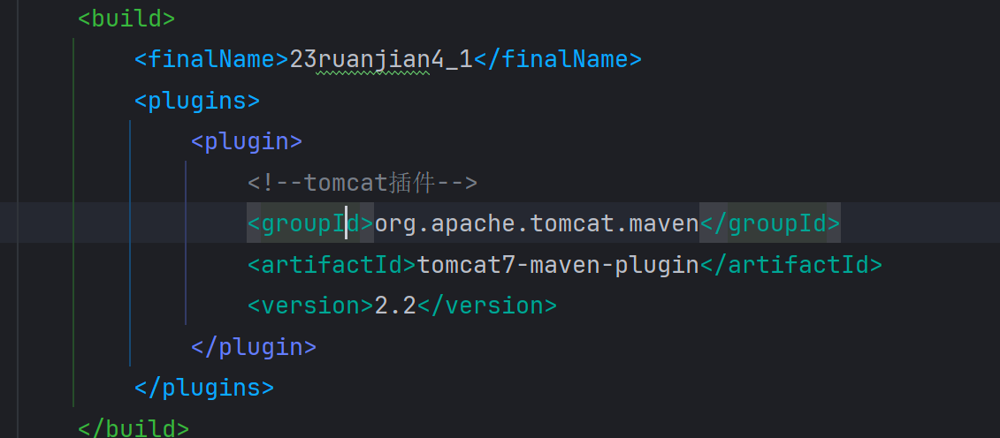 <build>
<finalName>23ruanjian4_1</finalName>
<plugins>
<plugin>
<!--tomcat插件-->
<groupId>org.apache.tomcat.maven</groupId>
<artifactId>tomcat7-maven-plugin</artifactId>
<version>2.2</version>
</plugin>
</plugins>
</build>